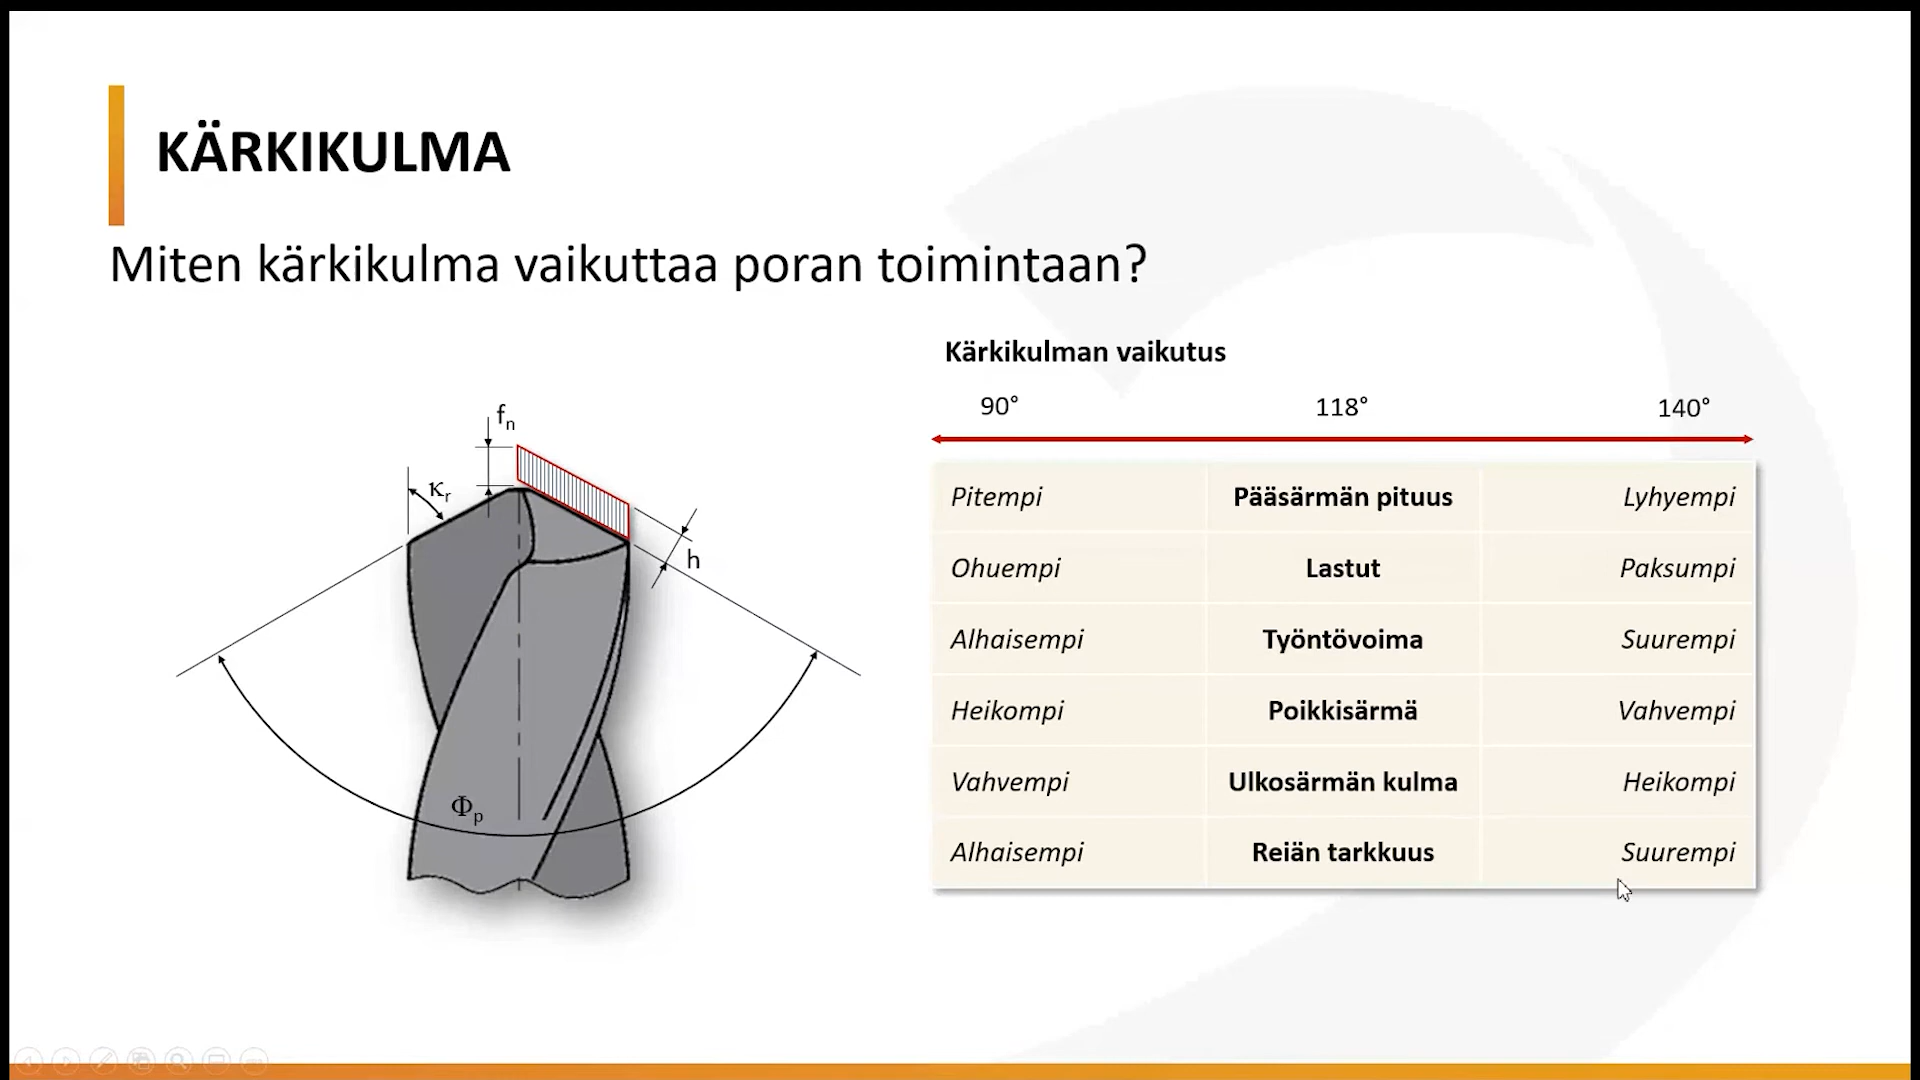 KÄRKIKULMA
Miten kärkikulma vaikuttaa poran toimintaan?
fn
κr
h
Φp
Kärkikulman vaikutus
90° 118° 140°
Pitempi Pääsärmän pituus Lyhyempi
Ohuempi Lastut Paksumpi
Alhaisempi Työntövoima Suurempi
Heikompi Poikkisärmä Vahvempi
Vahvempi Ulkosärmän kulma Heikompi
Alhaisempi Reiän tarkkuus Suurempi